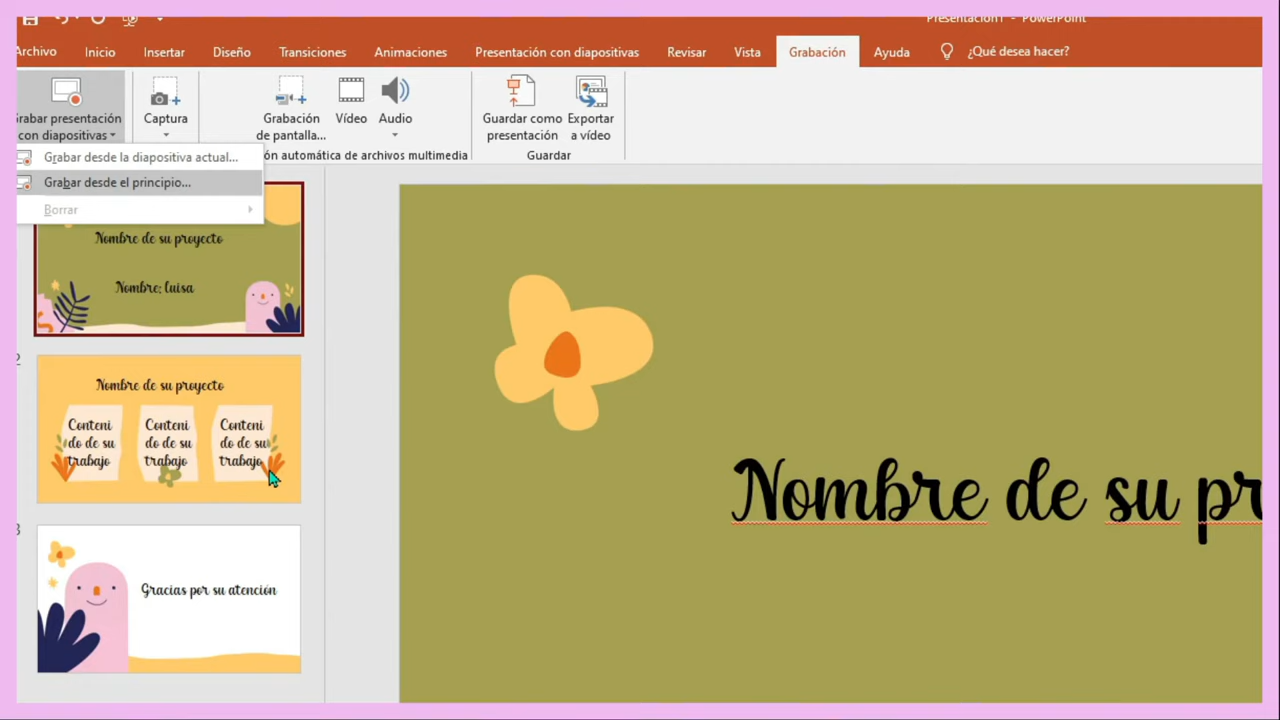 Presentación1 - PowerPoint
Archivo Inicio Insertar Diseño Transiciones Animaciones Presentación con diapositivas Revisar Vista Grabación Ayuda ¿Qué desea hacer?
Grabar presentación
con diapositivas
Captura
Grabación
de pantalla...
Vídeo
Audio
Guardar como
presentación
Exportar
a vídeo
ón automática de archivos multimedia
Guardar
Grabar desde la diapositiva actual...
Grabar desde el principio...
Borrar
Nombre de su proyecto
Nombre: luisa
2
Nombre de su proyecto
Conteni
do de su
trabajo
Conteni
do de su
trabajo
Conteni
do de su
trabajo
3
Gracias por su atención
Nombre de su pr